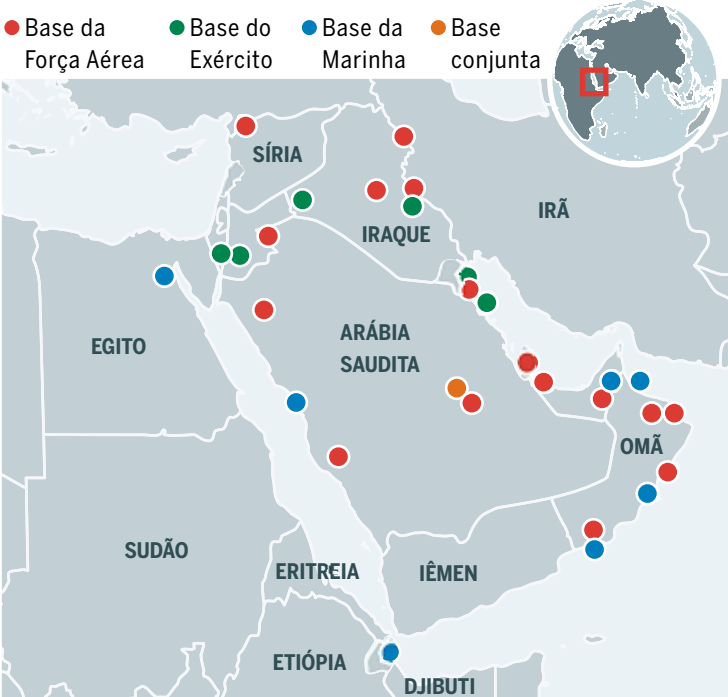 Base da
Força Aérea
Base do
Exército
Base da
Marinha
Base
conjunta
SÍRIA
IRÃ
IRAQUE
ARÁBIA
SAUDITA
EGITO
OMÃ
SUDÃO
ERITREIA
IÊMEN
ETIÓPIA
DJIBUTI